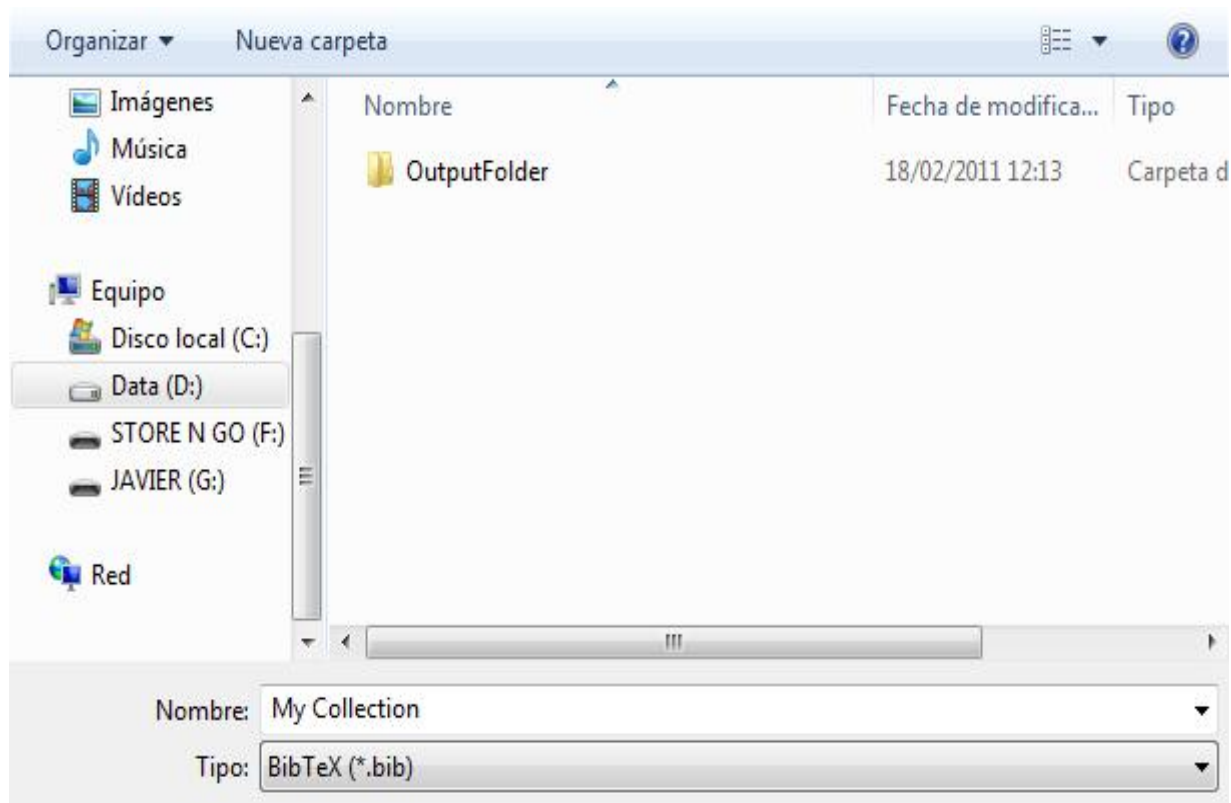 Organizar Nueva carpeta
Imágenes
Música
Vídeos
Equipo
Disco local (C:)
Data (D:)
STORE N GO (F:)
JAVIER (G:)
Red
Nombre Fecha de modifica... Tipo
OutputFolder 18/02/2011 12:13 Carpeta d
Nombre: My Collection
Tipo: BibTeX (*.bib)